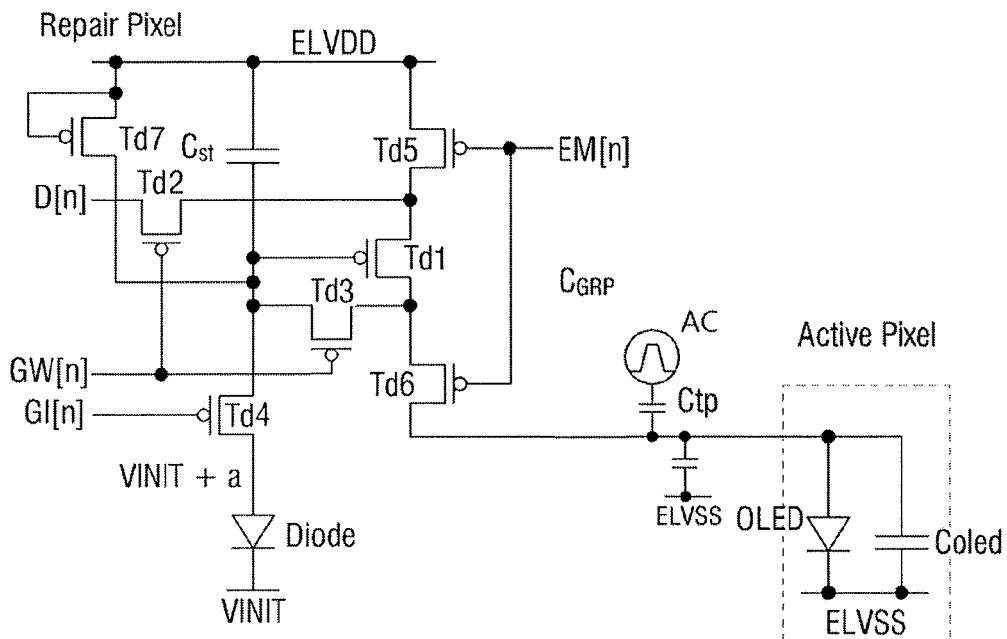 Repair Pixel
ELVDD
Td7
Cst
Td5
EM[n]
D[n]
Td2
Td1
Td3
CGRP
AC
Active Pixel
GW[n]
Td6
Ctp
GI[n]
Td4
VINIT + a
ELVSS
OLED
Coled
Diode
VINIT
ELVSS